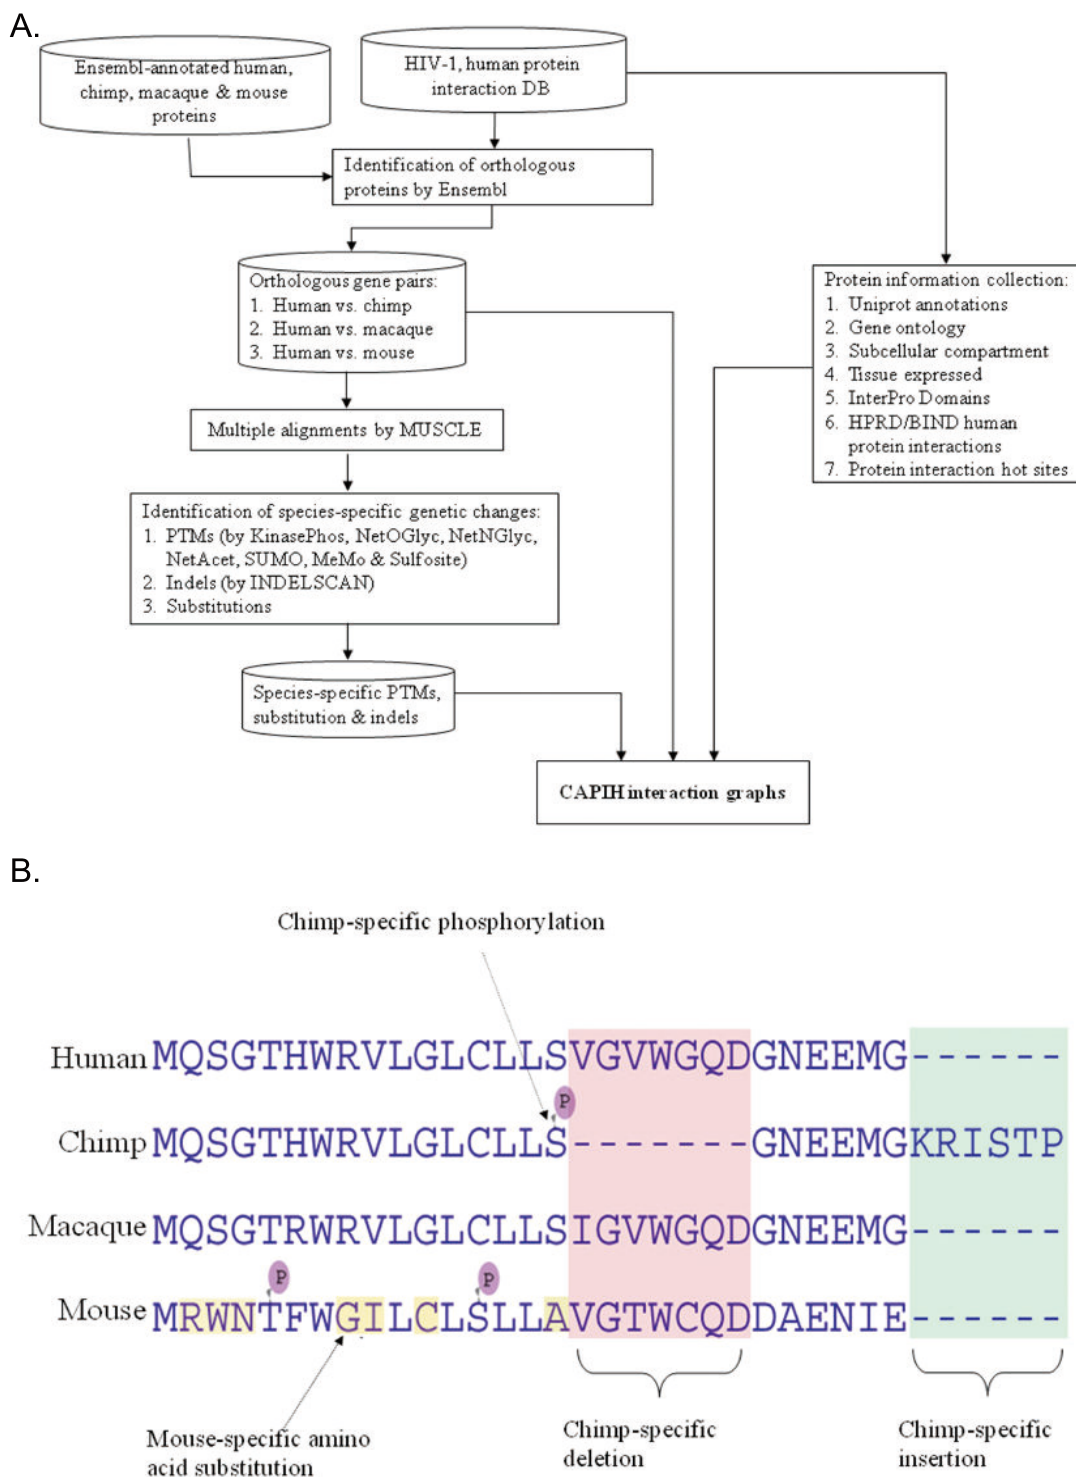 A.
Ensembl-annotated human,
chimp, macaque & mouse
proteins
HIV-1, human protein
interaction DB
Identification of orthologous
proteins by Ensembl
Orthologous gene pairs:
1. Human vs. chimp
2. Human vs. macaque
3. Human vs. mouse
Protein information collection:
1. Uniprot annotations
2. Gene ontology
3. Subcellular compartment
4. Tissue expressed
5. InterPro Domains
6. HPRD/BIND human
protein interactions
7. Protein interaction hot sites
Multiple alignments by MUSCLE
Identification of species-specific genetic changes:
1. PTMs (by KinasePhos, NetOGlyc, NetNGlyc,
NetAcet, SUMO, MeMo & Sulfosite)
2. Indels (by INDELSCAN)
3. Substitutions
Species-specific PTMs,
substitution & indels
CAPIH interaction graphs
B.
Chimp-specific phosphorylation
Human MQSGTHWRVLGLCLLSVGVWGQDGNEEMG------
P
Chimp MQSGTHWRVLGLCLLS-------GNEEMGKRISTP
Macaque MQSGTRWRVLGLCLLSIGVWGQDGNEEMG------
P P
Mouse MRWNTFWGILCLSLLAVGTWCQDDAENIE------
Mouse-specific amino
acid substitution
Chimp-specific
deletion
Chimp-specific
insertion